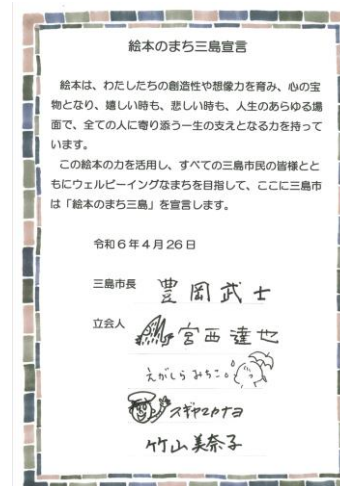 絵本のまち三島宣言
絵本は、わたしたちの創造性や想像力を育み、心の宝
物となり、嬉しい時も、悲しい時も、人生のあらゆる場
面で、全ての人に寄り添う一生の支えとなる力を持って
います。
この絵本の力を活用し、すべての三島市民の皆様とと
もにウェルビーイングなまちを目指して、ここに三島市
は「絵本のまち三島」を宣言します。
令和6年4月26日
三島市長 豊岡武士
立会人 宮西達也
えがしらみちこ。
スギヤマカナヨ
竹山美奈子